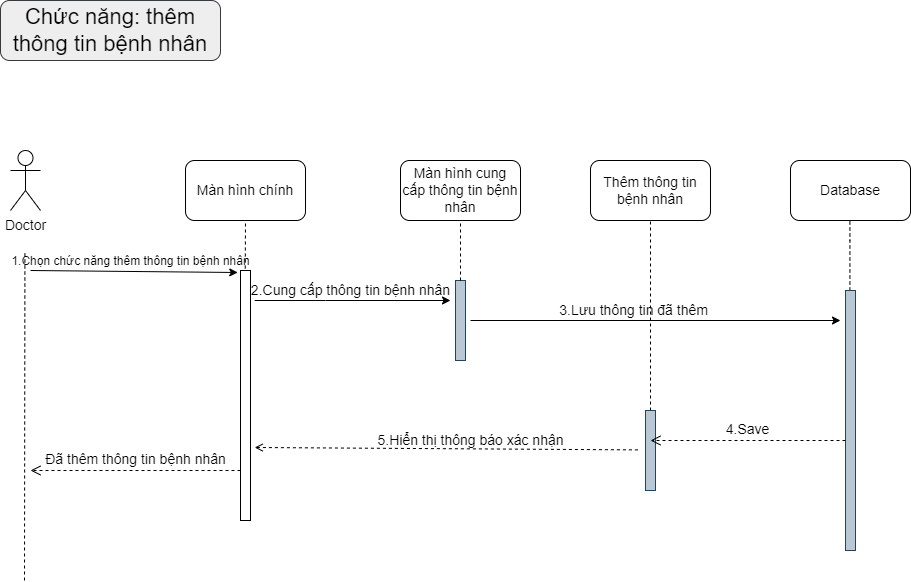 Chức năng: thêm
thông tin bệnh nhân
Doctor
Màn hình chính
Màn hình cung
cấp thông tin bệnh
nhân
Thêm thông tin
bệnh nhân
Database
1.Chọn chức năng thêm thông tin bệnh nhân
2.Cung cấp thông tin bệnh nhân
3.Lưu thông tin đã thêm
4.Save
5.Hiển thị thông báo xác nhận
Đã thêm thông tin bệnh nhân